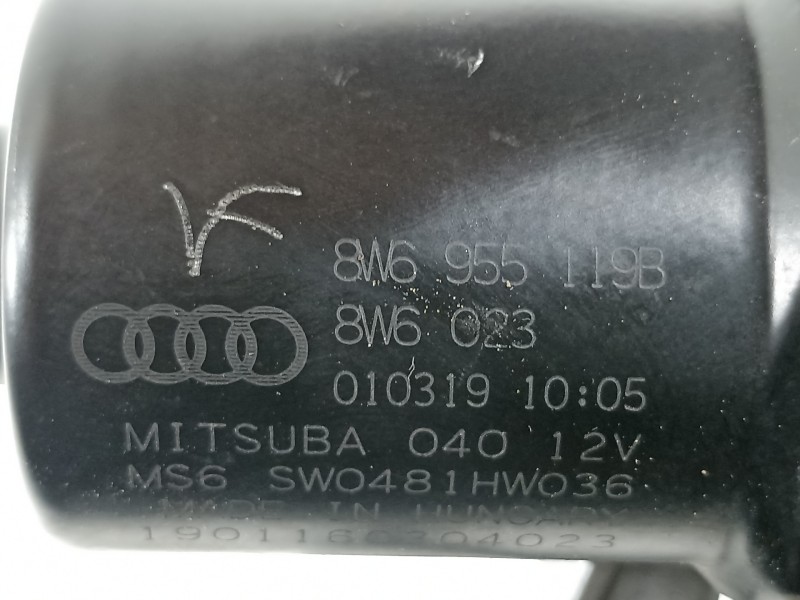 VF
8W6 955 119B
8W6 023
010319 10:05
MITSUBA 040 12V
MS6 SW0481HW036
MADE IN HUNGARY